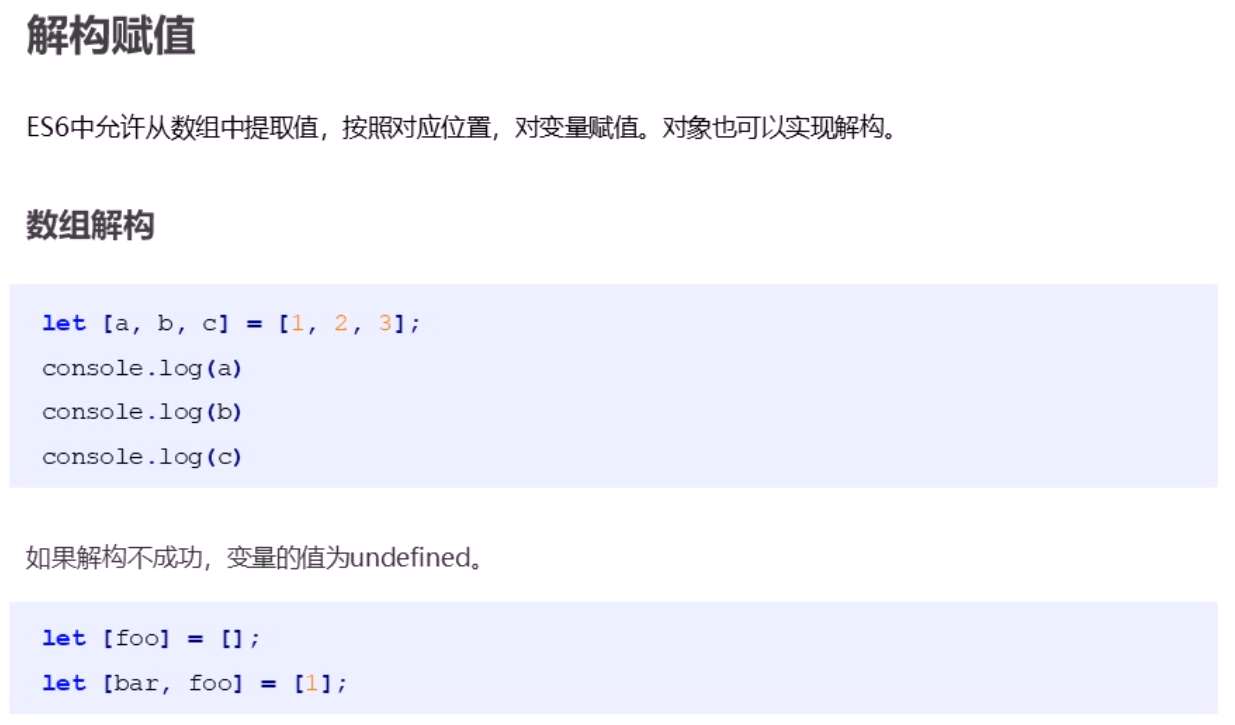 解构赋值
ES6中允许从数组中提取值，按照对应位置，对变量赋值。对象也可以实现解构。
数组解构
let [a, b, c] = [1, 2, 3];
console.log(a)
console.log(b)
console.log(c)
如果解构不成功，变量的值为undefined。
let [foo] = [];
let [bar, foo] = [1];